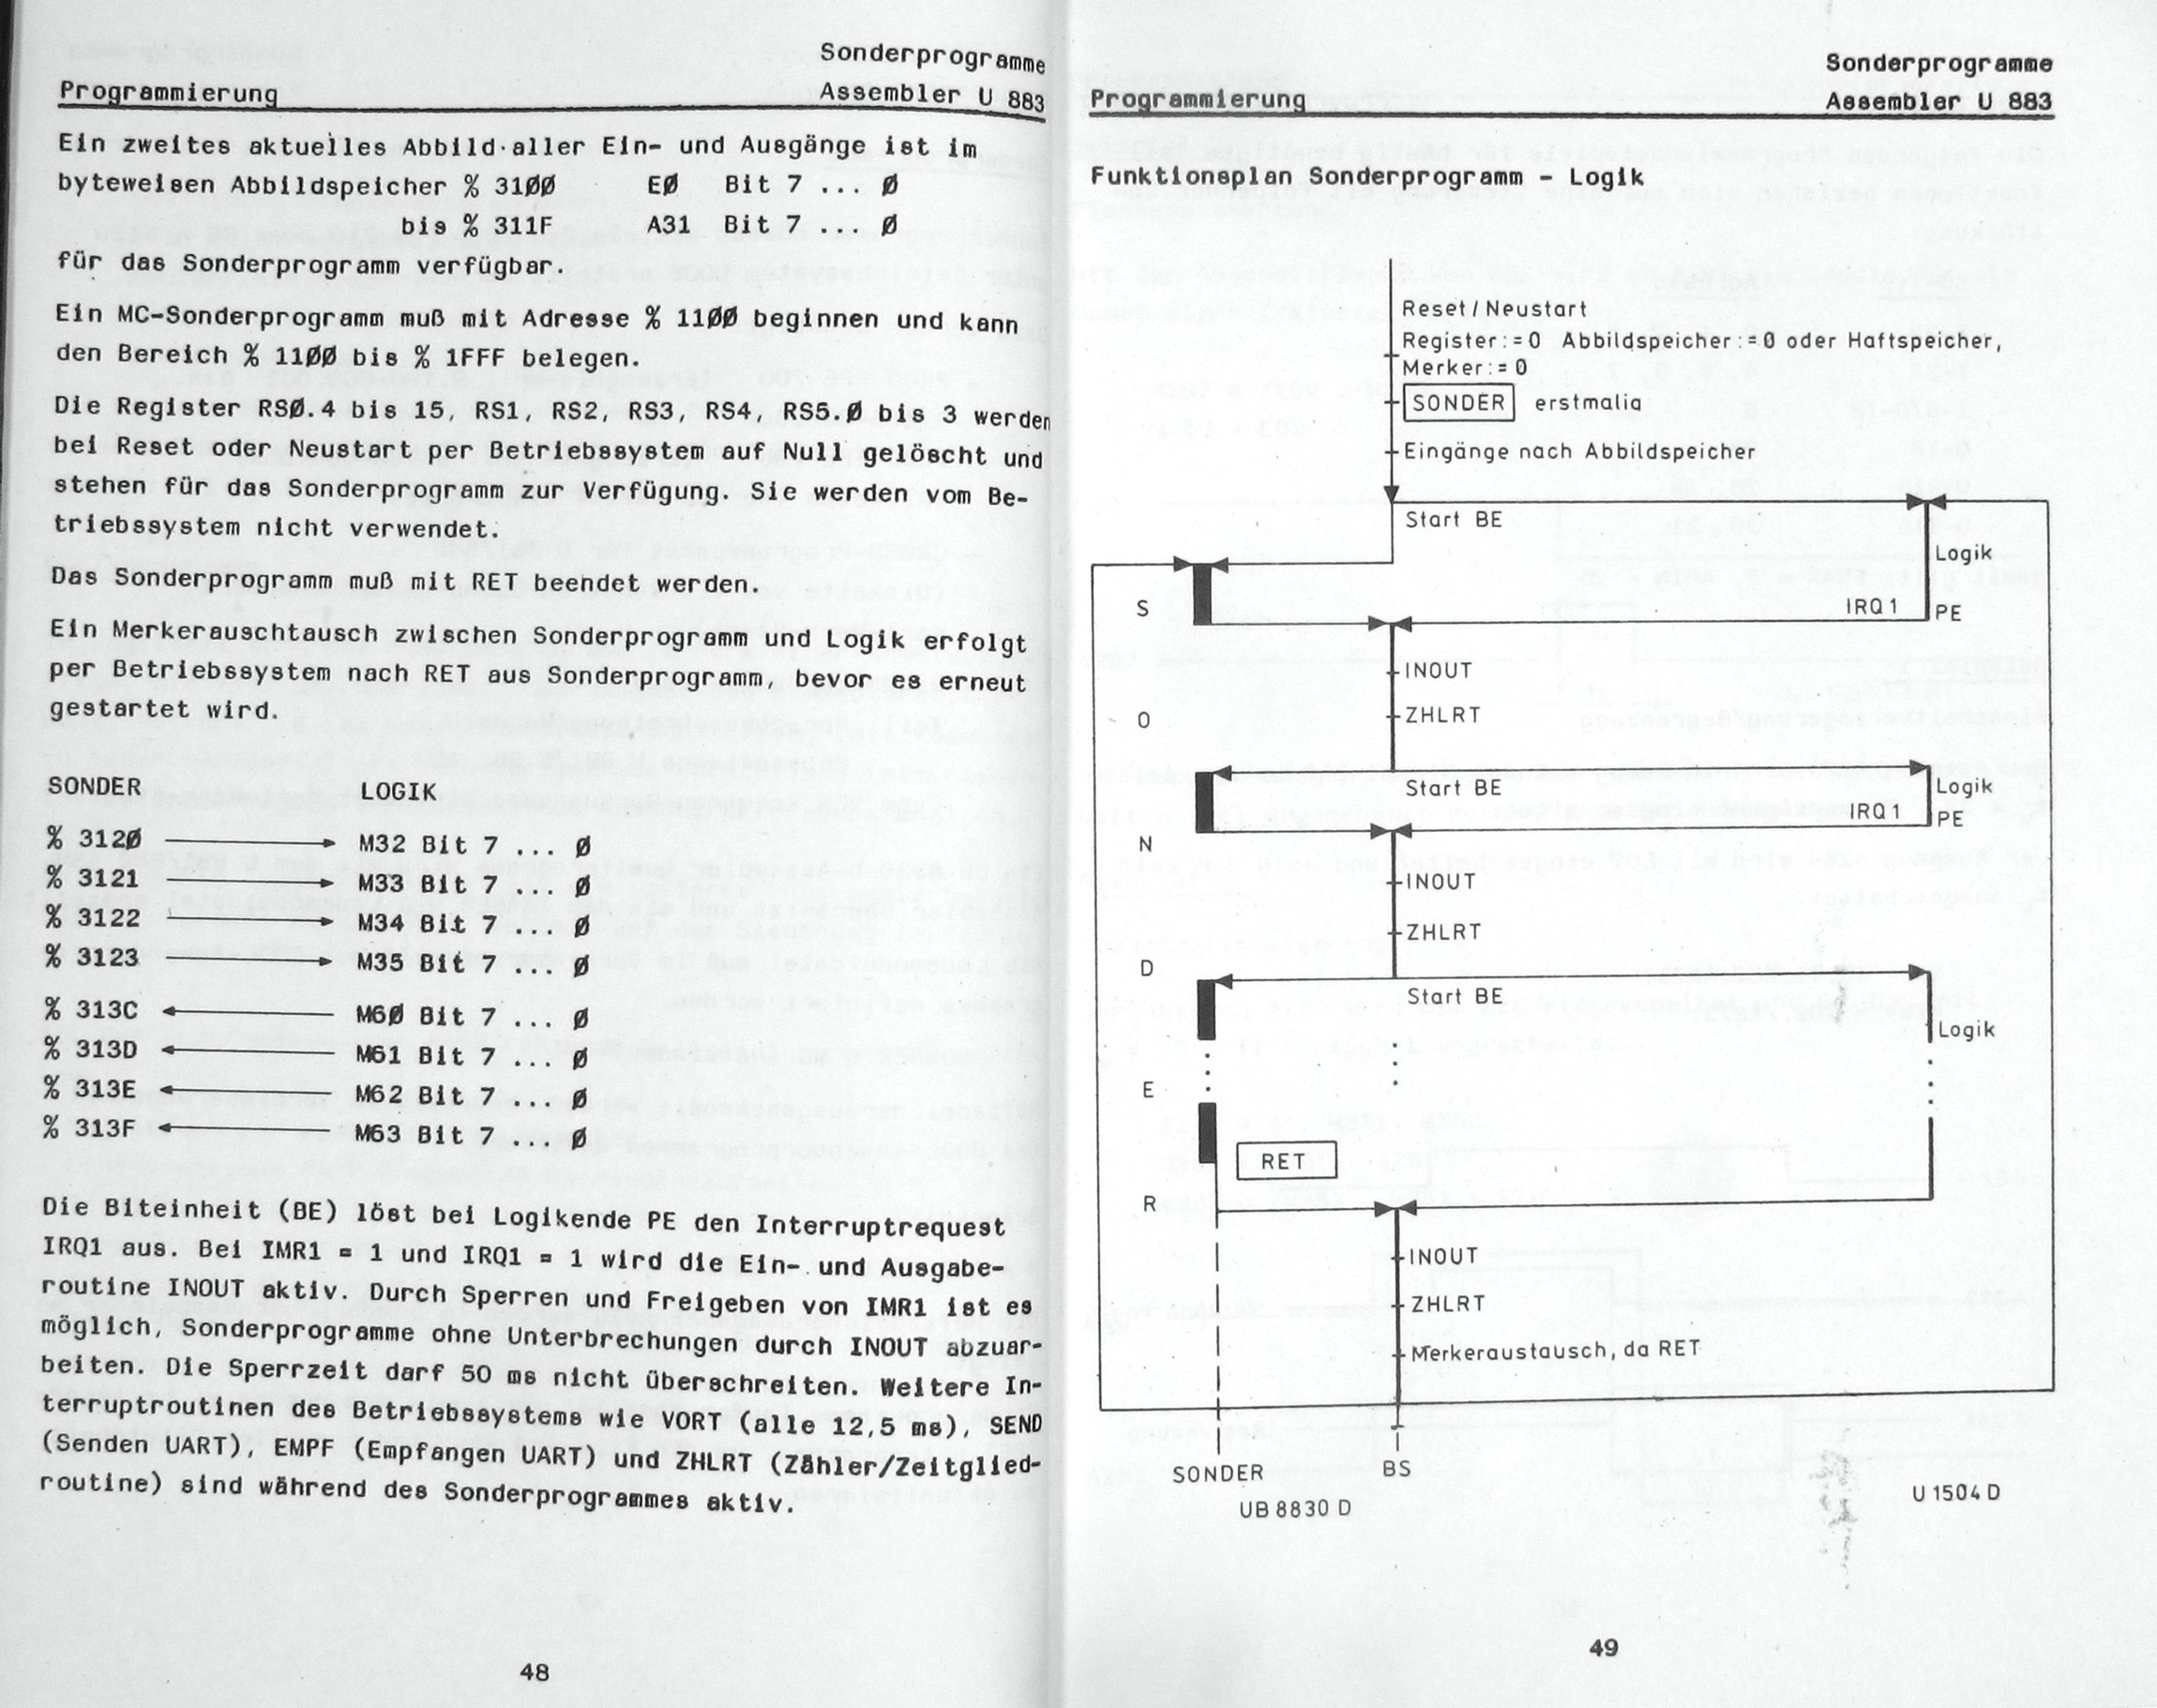 Sonderprogramme
Programmierung Assembler U 883
Ein zweites aktuelles Abbild aller Ein- und Ausgänge ist im
byteweisen Abbildspeicher % 31ØØ EØ Bit 7 ... Ø
bis % 311F A31 Bit 7 ... Ø
für das Sonderprogramm verfügbar.
Ein MC-Sonderprogramm muß mit Adresse % 11ØØ beginnen und kann
den Bereich % 11ØØ bis % 1FFF belegen.
Die Register RSØ.4 bis 15, RS1, RS2, RS3, RS4, RS5.Ø bis 3 werden
bei Reset oder Neustart per Betriebssystem auf Null gelöscht und
stehen für das Sonderprogramm zur Verfügung. Sie werden vom Be-
triebssystem nicht verwendet.
Das Sonderprogramm muß mit RET beendet werden.
Ein Merkerauschtausch zwischen Sonderprogramm und Logik erfolgt
per Betriebssystem nach RET aus Sonderprogramm, bevor es erneut
gestartet wird.
SONDER LOGIK
% 312Ø M32 Bit 7 ... Ø
% 3121 M33 Bit 7 ... Ø
% 3122 M34 Bit 7 ... Ø
% 3123 M35 Bit 7 ... Ø
% 313C M6Ø Bit 7 ... Ø
% 313D M61 Bit 7 ... Ø
% 313E M62 Bit 7 ... Ø
% 313F M63 Bit 7 ... Ø
Die Biteinheit (BE) löst bei Logikende PE den Interruptrequest
IRQ1 aus. Bei IMR1 = 1 und IRQ1 = 1 wird die Ein- und Ausgabe-
routine INOUT aktiv. Durch Sperren und Freigeben von IMR1 ist es
möglich, Sonderprogramme ohne Unterbrechungen durch INOUT abzuar-
beiten. Die Sperrzeit darf 50 ms nicht überschreiten. Weitere In-
terruptroutinen des Betriebssystems wie VORT (alle 12,5 ms), SEND
(Senden UART), EMPF (Empfangen UART) und ZHLRT (Zähler/Zeitglied-
routine) sind während des Sonderprogrammes aktiv.
48
Sonderprogramme
Programmierung Assembler U 883
Funktionsplan Sonderprogramm - Logik
Reset/Neustart
Register:=0 Abbildspeicher:=0 oder Haftspeicher,
Merker:=0
SONDER erstmalig
Eingänge nach Abbildspeicher
Start BE
Logik
S IRQ1 PE
INOUT
O ZHLRT
Start BE Logik
IRQ1 PE
N
INOUT
ZHLRT
D
Start BE
Logik
E
RET
R
INOUT
ZHLRT
Merkeraustausch, da RET
SONDER BS
UB 8830 D U 1504 D
49